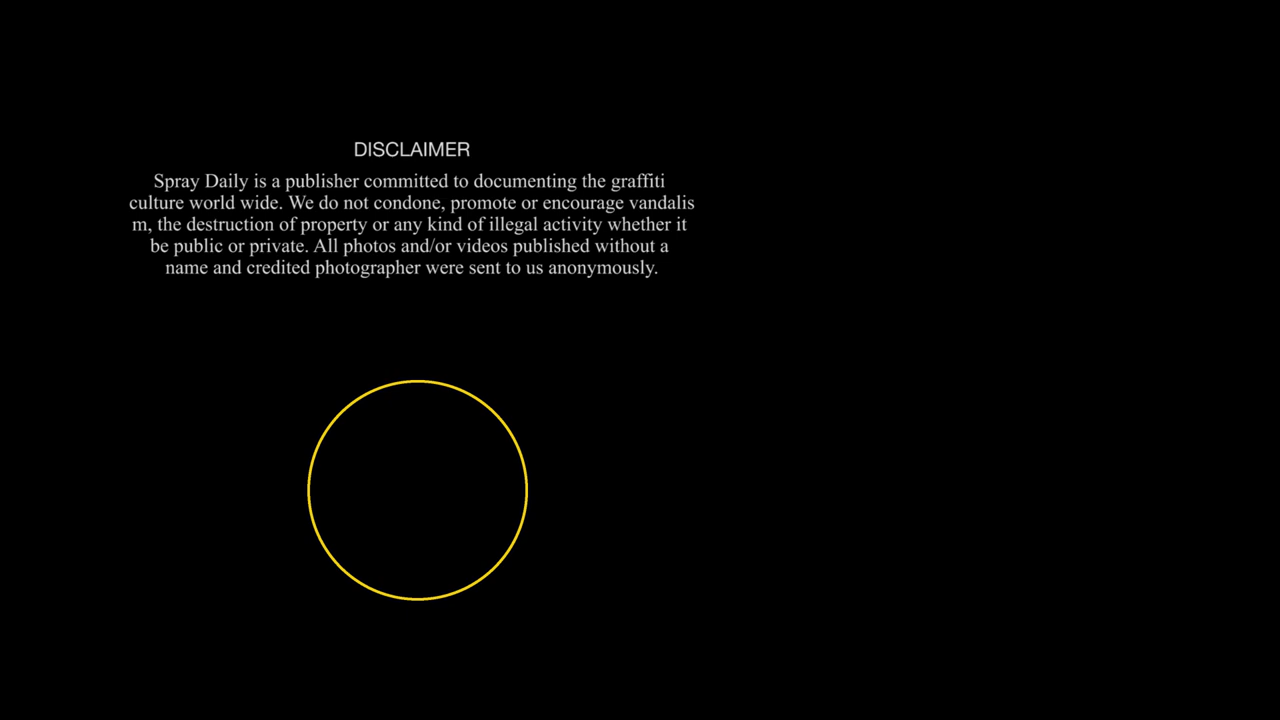 DISCLAIMER
Spray Daily is a publisher committed to documenting the graffiti
culture world wide. We do not condone, promote or encourage vandalis
m, the destruction of property or any kind of illegal activity whether it
be public or private. All photos and/or videos published without a
name and credited photographer were sent to us anonymously.